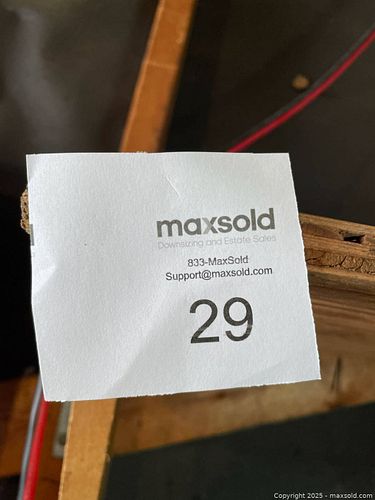 maxsold
Downsizing and Estate Sales
833-MaxSold
Support@maxsold.com
29
Copyright 2025 - maxsold.com